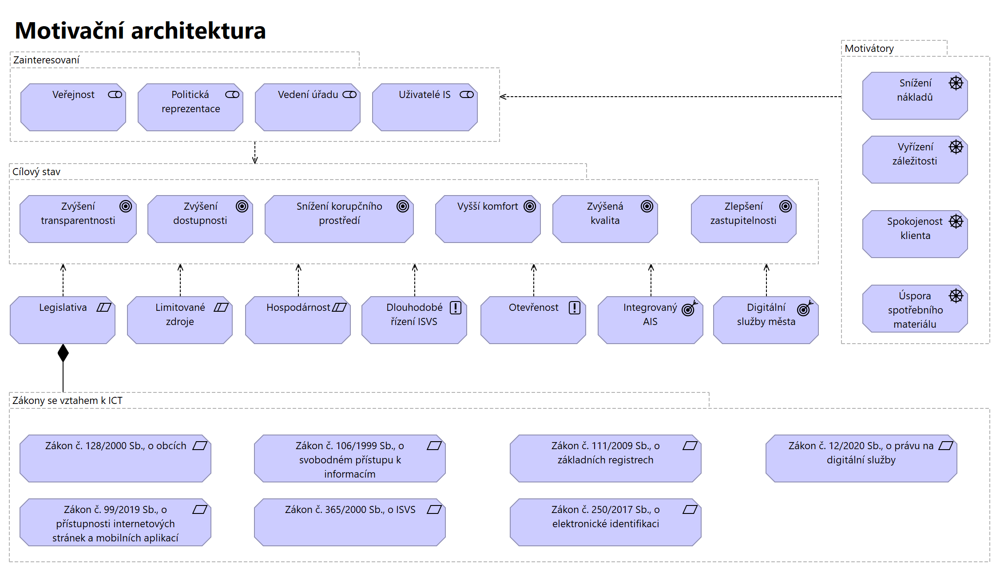 Motivační architektura
Zainteresovaní
Motivátory
Veřejnost
Politická
reprezentace
Vedení úřadu
Uživatelé IS
Snížení
nákladů
Vyřízení
záležitosti
Spokojenost
klienta
Úspora
spotřebního
materiálu
Cílový stav
Zvýšení
transparentnosti
Zvýšení
dostupnosti
Snížení korupčního
prostředí
Vyšší komfort
Zvýšená
kvalita
Zlepšení
zastupitelnosti
Legislativa
Limitované
zdroje
Hospodárnost
Dlouhodobé
řízení ISVS
Otevřenost
Integrovaný
AIS
Digitální
služby města
Zákony se vztahem k ICT
Zákon č. 128/2000 Sb., o obcích
Zákon č. 106/1999 Sb., o
svobodném přístupu k
informacím
Zákon č. 111/2009 Sb., o
základních registrech
Zákon č. 12/2020 Sb., o právu na
digitální služby
Zákon č. 99/2019 Sb., o
přístupnosti internetových
stránek a mobilních aplikací
Zákon č. 365/2000 Sb., o ISVS
Zákon č. 250/2017 Sb., o
elektronické identifikaci